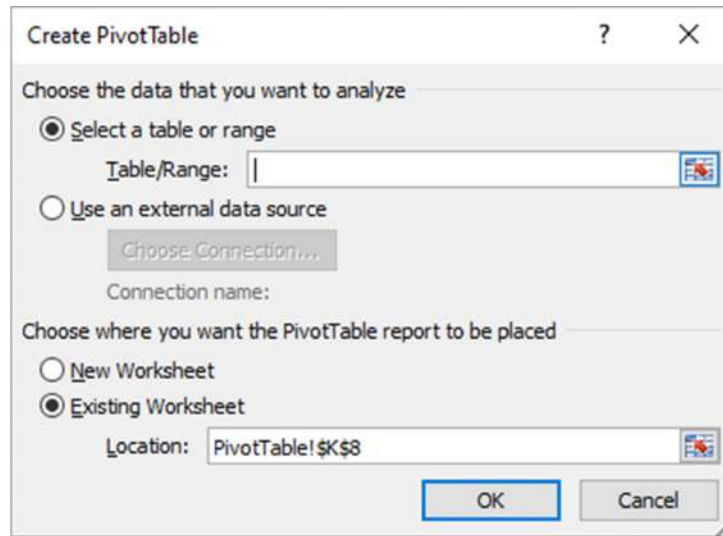 Create PivotTable ?
Choose the data that you want to analyze
Select a table or range
Table/Range:
Use an external data source
Choose Connection...
Connection name:
Choose where you want the PivotTable report to be placed
New Worksheet
Existing Worksheet
Location: PivotTable!$K$8
OK Cancel